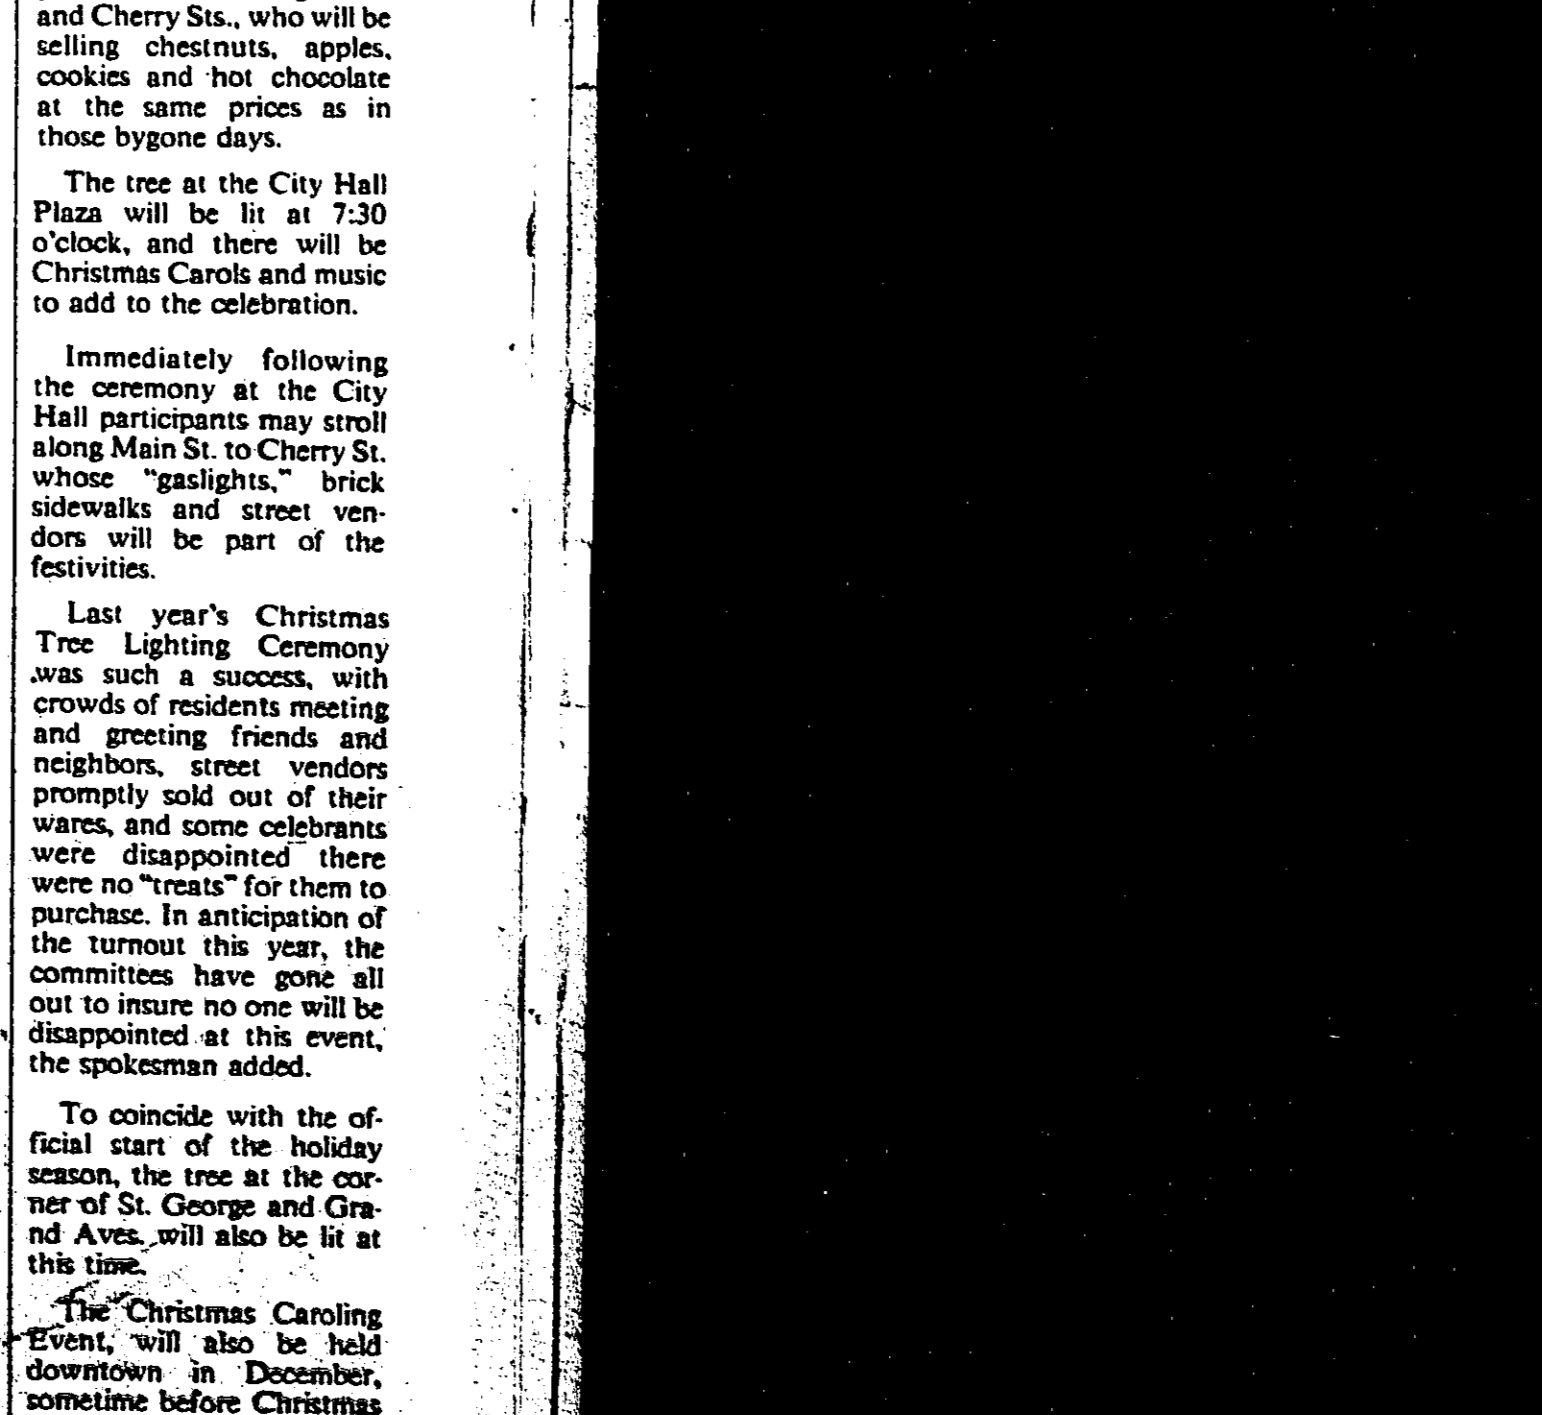 and Cherry Sts., who will be
selling chestnuts, apples,
cookies and hot chocolate
at the same prices as in
those bygone days.
The tree at the City Hall
Plaza will be lit at 7:30
o'clock, and there will be
Christmas Carols and music
to add to the celebration.
Immediately following
the ceremony at the City
Hall participants may stroll
along Main St. to Cherry St.
whose "gaslights," brick
sidewalks and street ven-
dors will be part of the
festivities.
Last year's Christmas
Tree Lighting Ceremony
was such a success, with
crowds of residents meeting
and greeting friends and
neighbors, street vendors
promptly sold out of their
wares, and some celebrants
were disappointed there
were no "treats" for them to
purchase. In anticipation of
the turnout this year, the
committees have gone all
out to insure no one will be
disappointed at this event,
the spokesman added.
To coincide with the of-
ficial start of the holiday
season, the tree at the cor-
ner of St. George and Gra-
nd Aves. will also be lit at
this time.
The Christmas Caroling
Event, will also be held
downtown in December,
sometime before Christmas